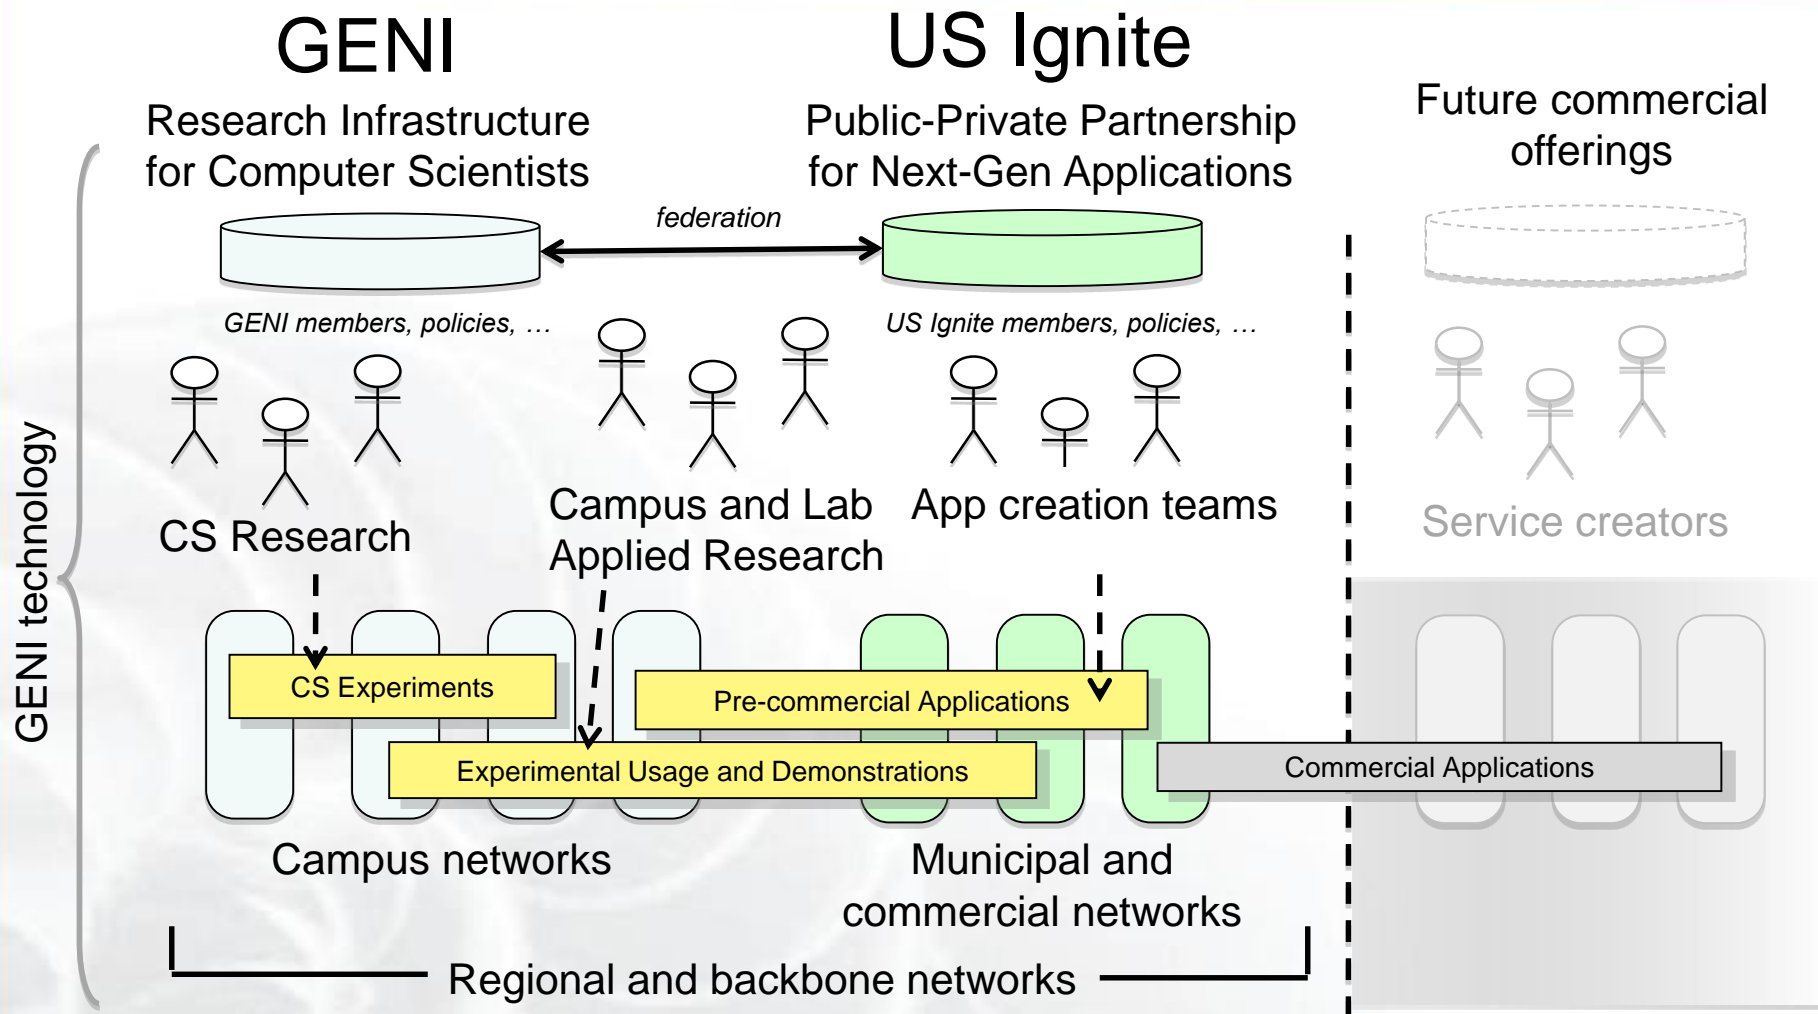 GENI
US Ignite
Research Infrastructure
for Computer Scientists
Public-Private Partnership
for Next-Gen Applications
Future commercial
offerings
federation
GENI members, policies, …
US Ignite members, policies, …
GENI technology
CS Research
Campus and Lab
Applied Research
App creation teams
Service creators
CS Experiments
Pre-commercial Applications
Experimental Usage and Demonstrations
Commercial Applications
Campus networks
Municipal and
commercial networks
Regional and backbone networks